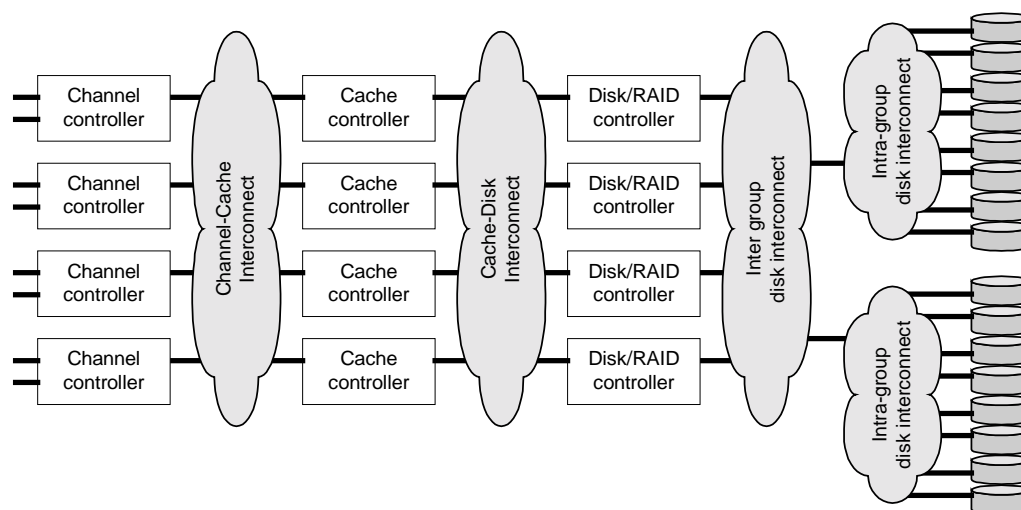 Channel
controller
Cache
controller
Disk/RAID
controller
Channel
controller
Cache
controller
Disk/RAID
controller
Channel
controller
Cache
controller
Disk/RAID
controller
Channel
controller
Cache
controller
Disk/RAID
controller
Channel-Cache
Interconnect
Cache-Disk
Interconnect
Inter group
disk interconnect
Intra-group
disk interconnect
Intra-group
disk interconnect